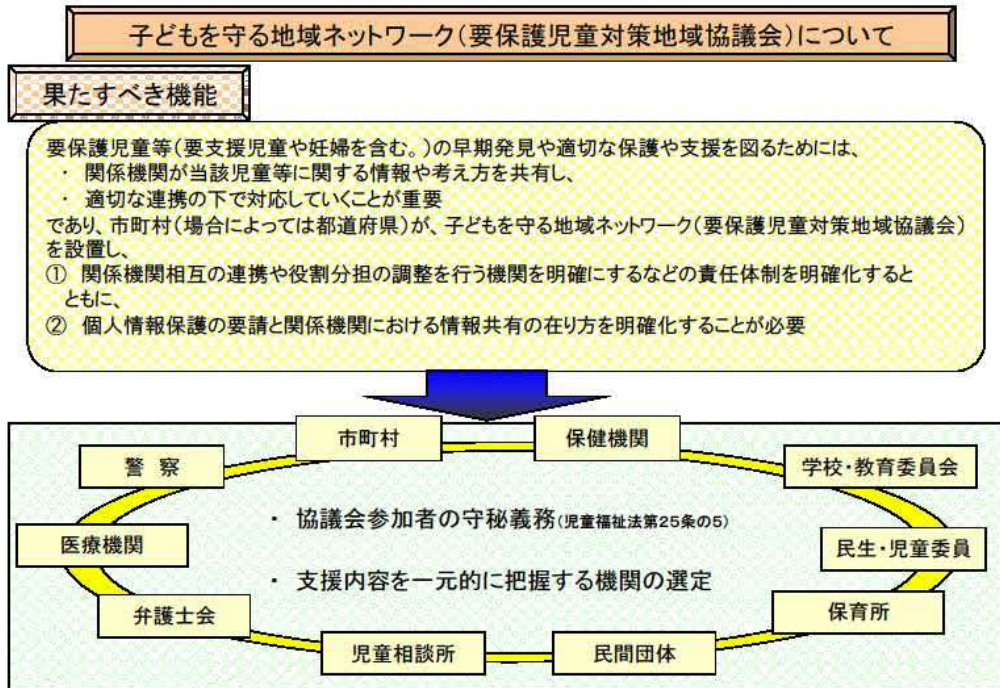 子どもを守る地域ネットワーク(要保護児童対策地域協議会)について
果たすべき機能
要保護児童等(要支援児童や妊婦を含む。)の早期発見や適切な保護や支援を図るためには、
・ 関係機関が当該児童等に関する情報や考え方を共有し、
・ 適切な連携の下で対応していくことが重要
であり、市町村(場合によっては都道府県)が、子どもを守る地域ネットワーク(要保護児童対策地域協議会)
を設置し、
① 関係機関相互の連携や役割分担の調整を行う機関を明確にするなどの責任体制を明確化すると
ともに、
② 個人情報保護の要請と関係機関における情報共有の在り方を明確化することが必要
市町村
保健機関
警 察
学校・教育委員会
・ 協議会参加者の守秘義務(児童福祉法第25条の5)
医療機関
民生・児童委員
・ 支援内容を一元的に把握する機関の選定
弁護士会
保育所
児童相談所
民間団体